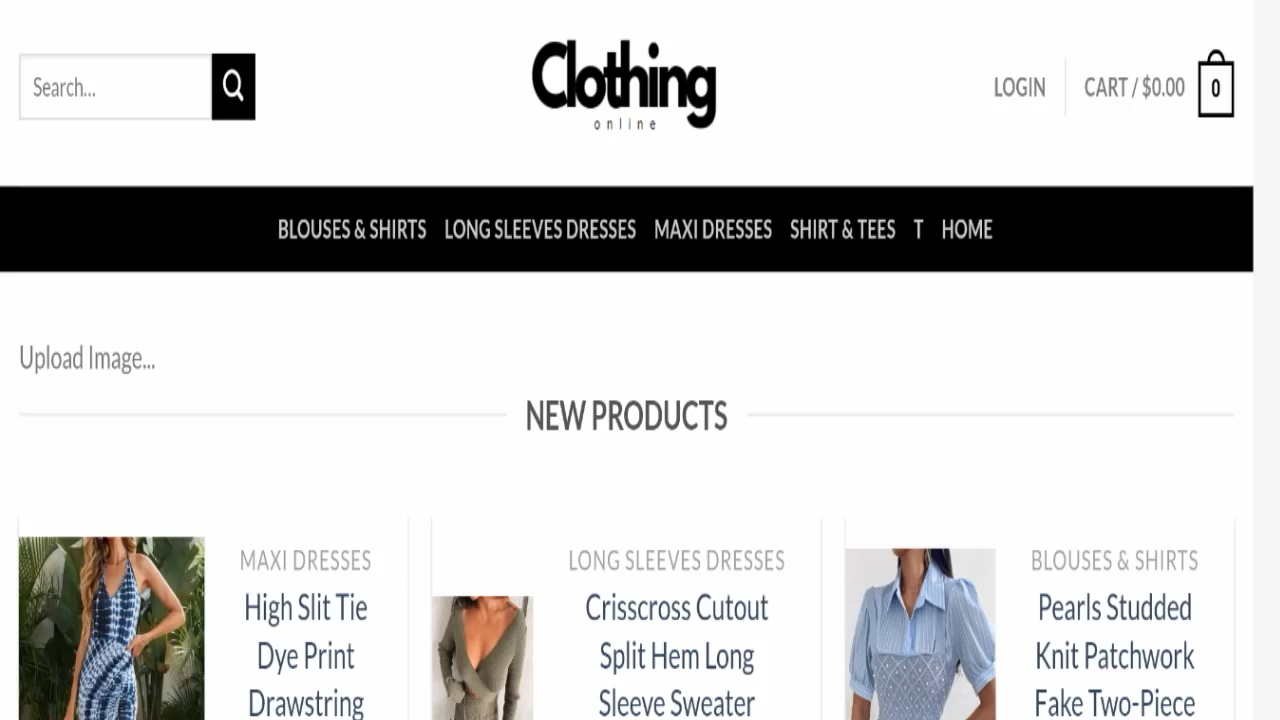 Search...
Clothing
online
LOGIN
CART / $0.00
0
BLOUSES & SHIRTS LONG SLEEVES DRESSES MAXI DRESSES SHIRT & TEES T HOME
Upload Image...
NEW PRODUCTS
MAXI DRESSES
High Slit Tie
Dye Print
Drawstring
LONG SLEEVES DRESSES
Crisscross Cutout
Split Hem Long
Sleeve Sweater
BLOUSES & SHIRTS
Pearls Studded
Knit Patchwork
Fake Two-Piece